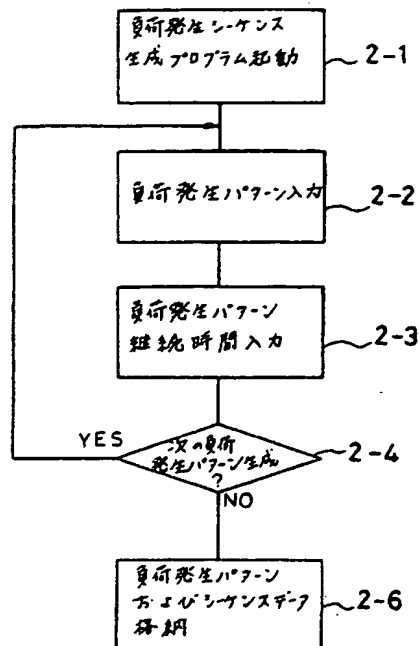 負荷発生シーケンス
生成プログラム起動
2-1
負荷発生パターン入力
2-2
負荷発生パターン
継続時間入力
2-3
YES
次の負荷
発生パターン生成
?
2-4
NO
負荷発生パターン
およびシーケンスデータ
格納
2-6